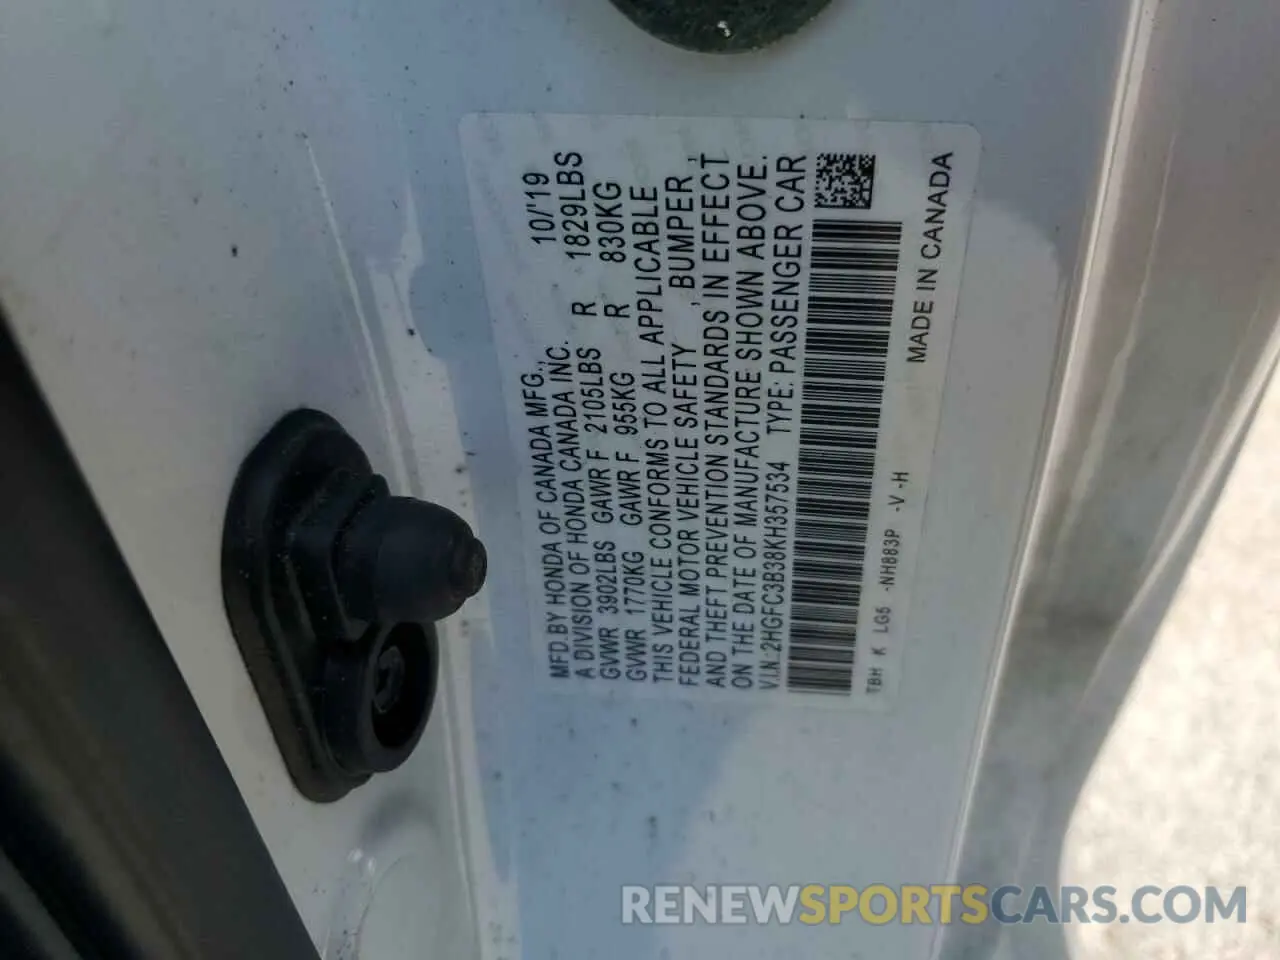 MFD.BY HONDA OF CANADA MFG., 10/'19
A DIVISION OF HONDA CANADA INC.
GVWR 3902LBS GAWR F 2105LBS R 1829LBS
GVWR 1770KG GAWR F 955KG R 830KG
THIS VEHICLE CONFORMS TO ALL APPLICABLE
FEDERAL MOTOR VEHICLE SAFETY , BUMPER ,
AND THEFT PREVENTION STANDARDS IN EFFECT
ON THE DATE OF MANUFACTURE SHOWN ABOVE.
V.I.N.:2HGFC3B38KH357534 TYPE: PASSENGER CAR
TBH K LG5 -NH883P -V -H
MADE IN CANADA
RENEWSPORTSCARS.COM